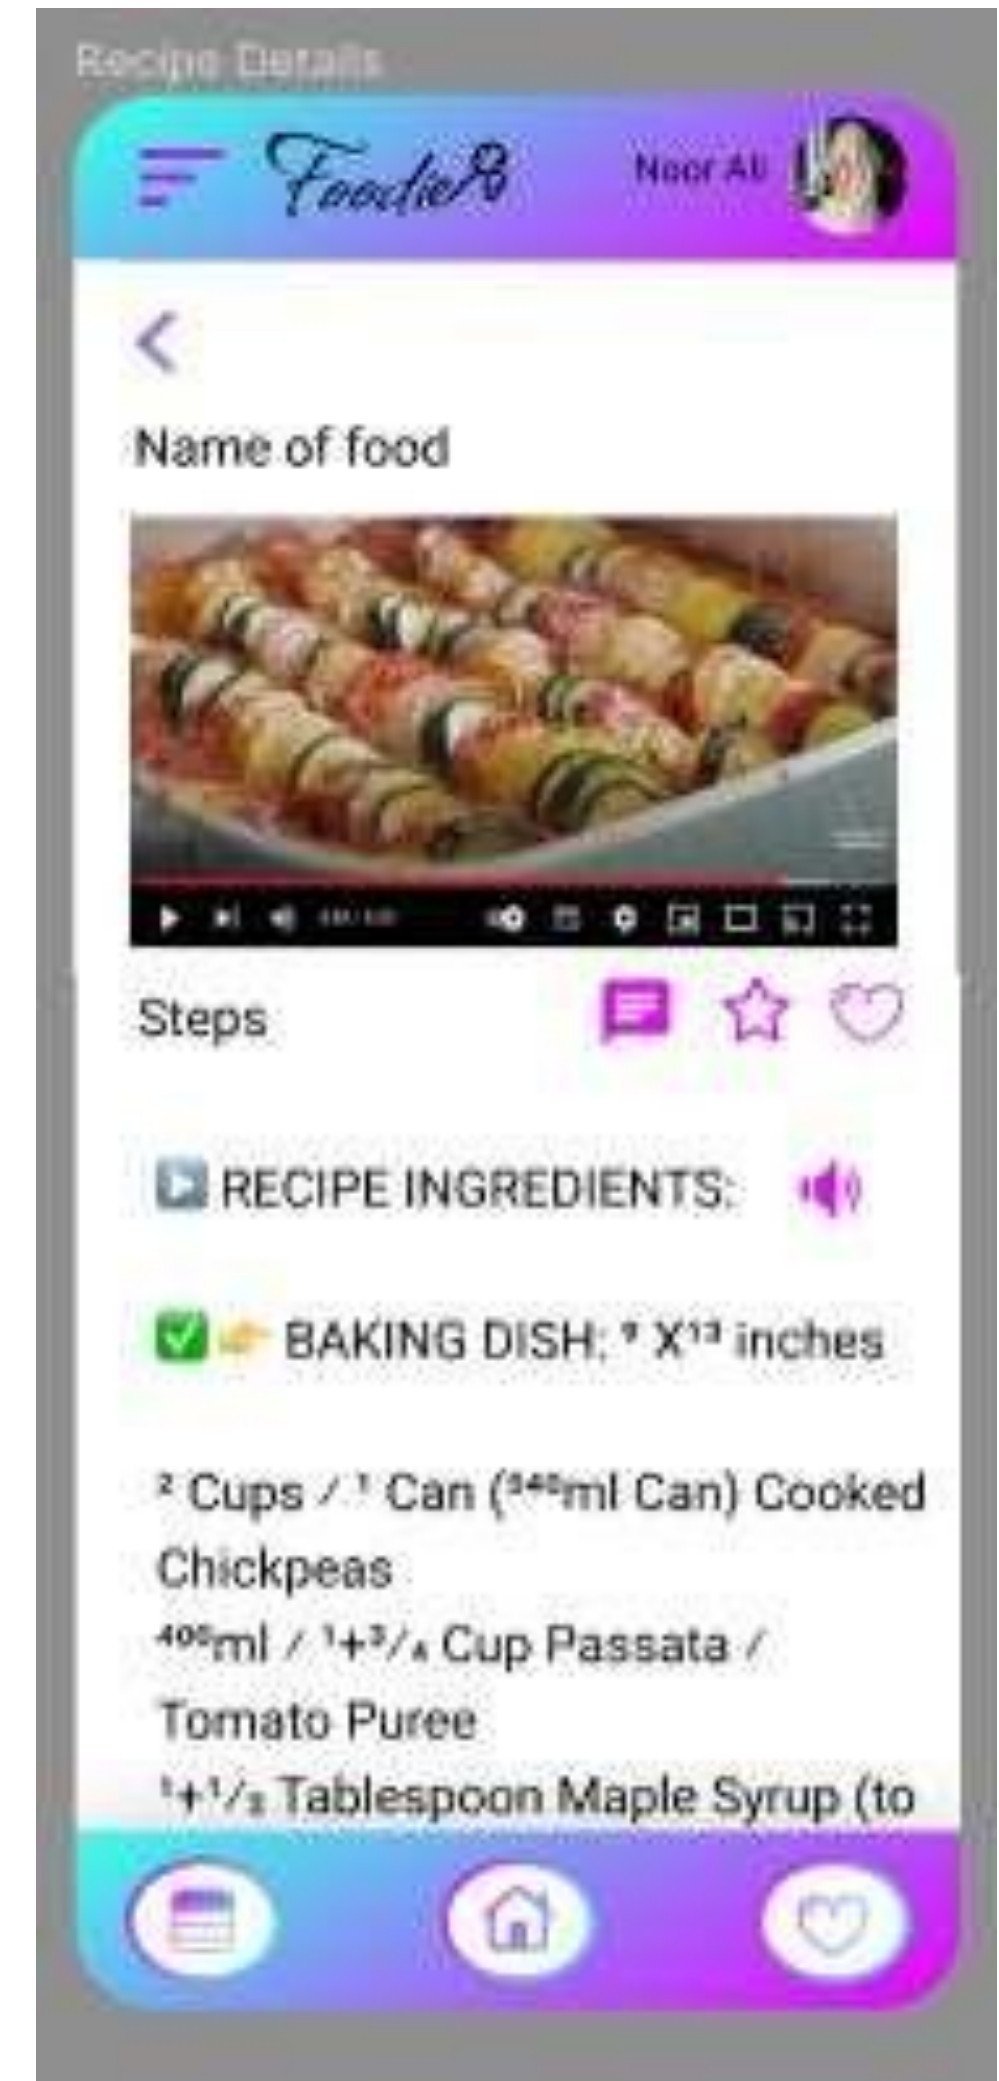 Recipe Details
Foodie
Noor Ali
Name of food
Steps
RECIPE INGREDIENTS:
BAKING DISH: ⁹ X¹³ inches
² Cups / ¹ Can (⁵⁴⁰ml Can) Cooked
Chickpeas
⁴⁰⁰ml / ¹+³/₄ Cup Passata /
Tomato Puree
¹+¹/₂ Tablespoon Maple Syrup (to